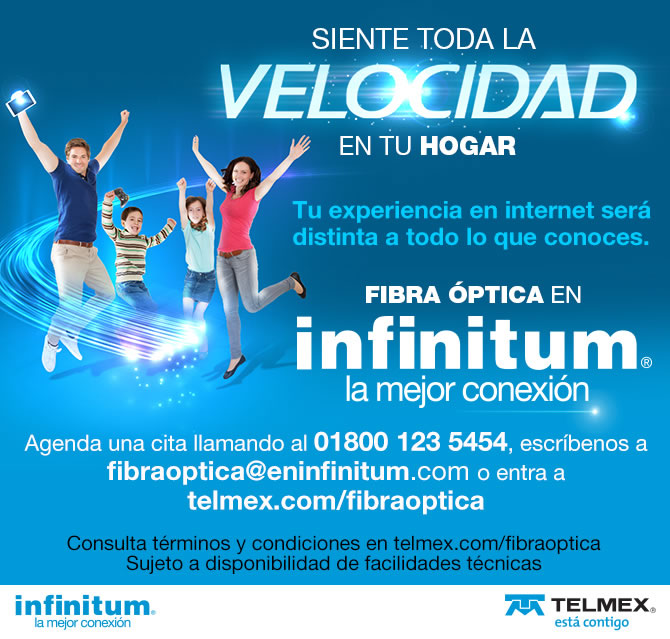 SIENTE TODA LA
VELOCIDAD
EN TU HOGAR
Tu experiencia en internet será
distinta a todo lo que conoces.
FIBRA ÓPTICA EN
infinitum®
la mejor conexión
Agenda una cita llamando al 01800 123 5454, escríbenos a
fibraoptica@eninfinitum.com o entra a
telmex.com/fibraoptica
Consulta términos y condiciones en telmex.com/fibraoptica
Sujeto a disponibilidad de facilidades técnicas
infinitum®
la mejor conexión
TELMEX®
está contigo